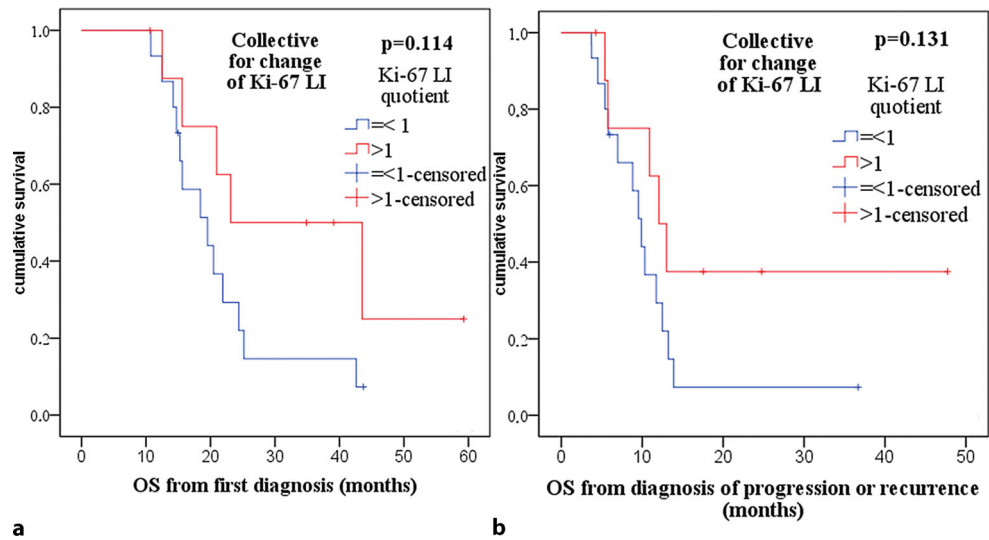 Collective
for change
of Ki-67 LI
p=0.114
Ki-67 LI
quotient
=< 1
>1
=<1-censored
>1-censored
cumulative survival
1.0
0.8
0.6
0.4
0.2
0.0
0 10 20 30 40 50 60
OS from first diagnosis (months)
a
Collective
for change
of Ki-67 LI
p=0.131
Ki-67 LI
quotient
=<1
>1
=<1-censored
>1-censored
cumulative survival
1.0
0.8
0.6
0.4
0.2
0.0
0 10 20 30 40 50
OS from diagnosis of progression or recurrence
(months)
b